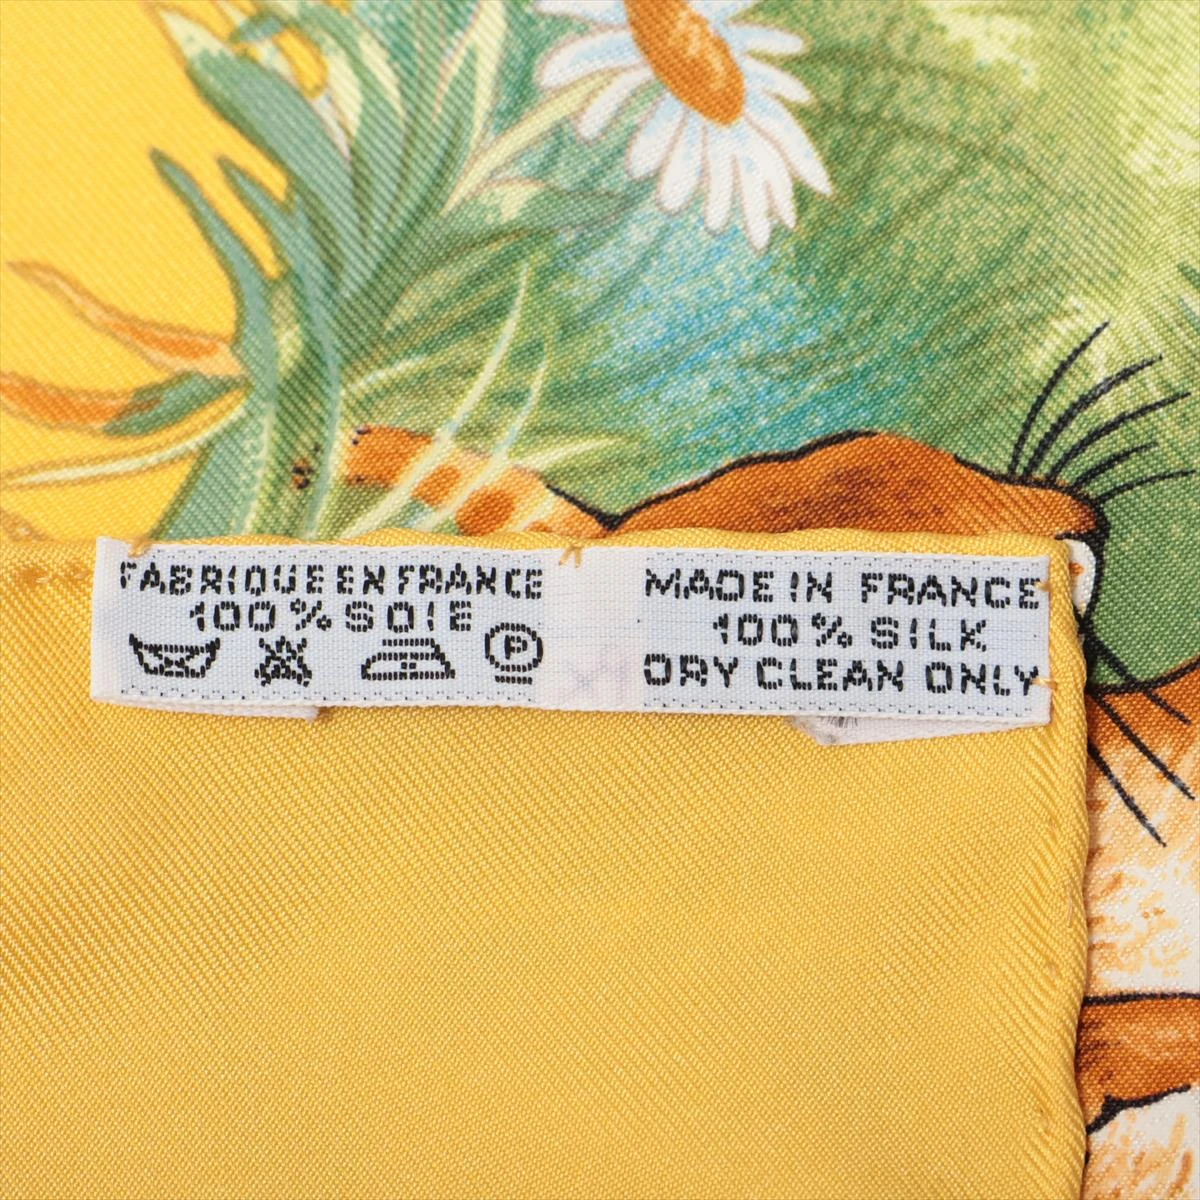 FABRIQUE EN FRANCE
100% SOIE
P
MADE IN FRANCE
100% SILK
DRY CLEAN ONLY